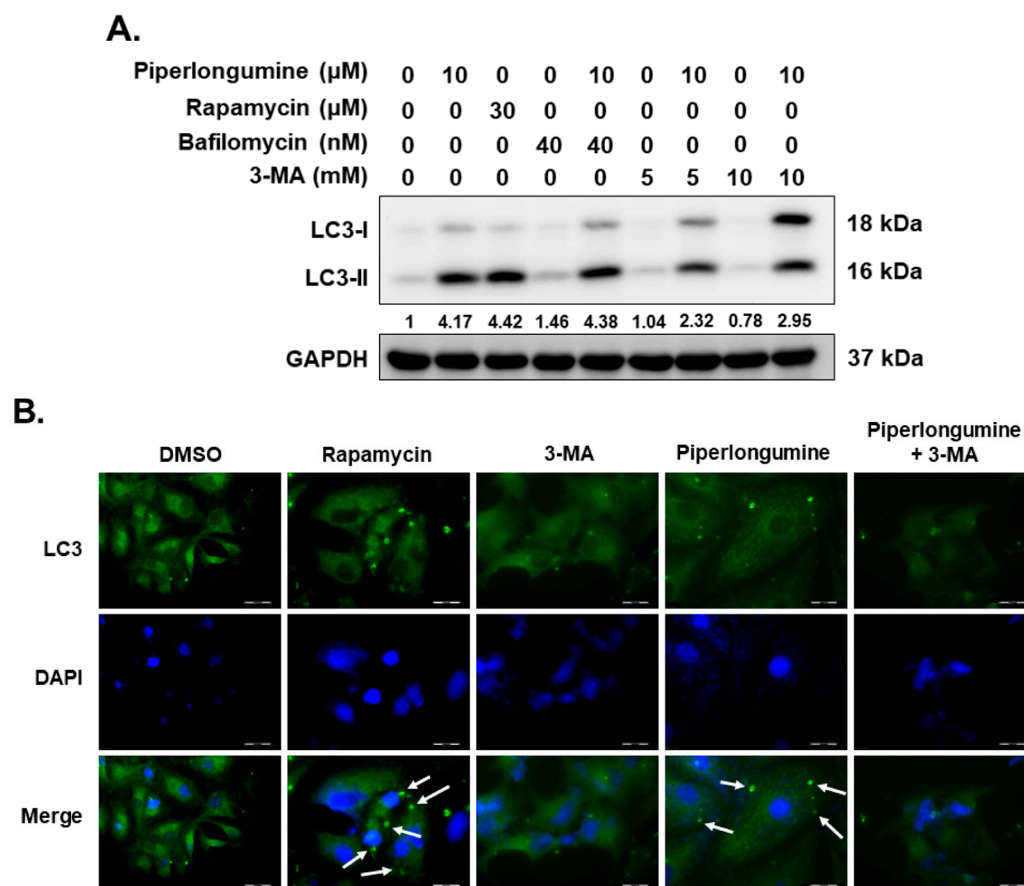 A.
Piperlongumine (µM) 0 10 0 0 10 0 10 0 10
Rapamycin (µM) 0 0 30 0 0 0 0 0 0
Bafilomycin (nM) 0 0 0 40 40 0 0 0 0
3-MA (mM) 0 0 0 0 0 5 5 10 10
LC3-I 18 kDa
LC3-II 16 kDa
1 4.17 4.42 1.46 4.38 1.04 2.32 0.78 2.95
GAPDH 37 kDa
B.
DMSO Rapamycin 3-MA Piperlongumine Piperlongumine
+ 3-MA
LC3
DAPI
Merge